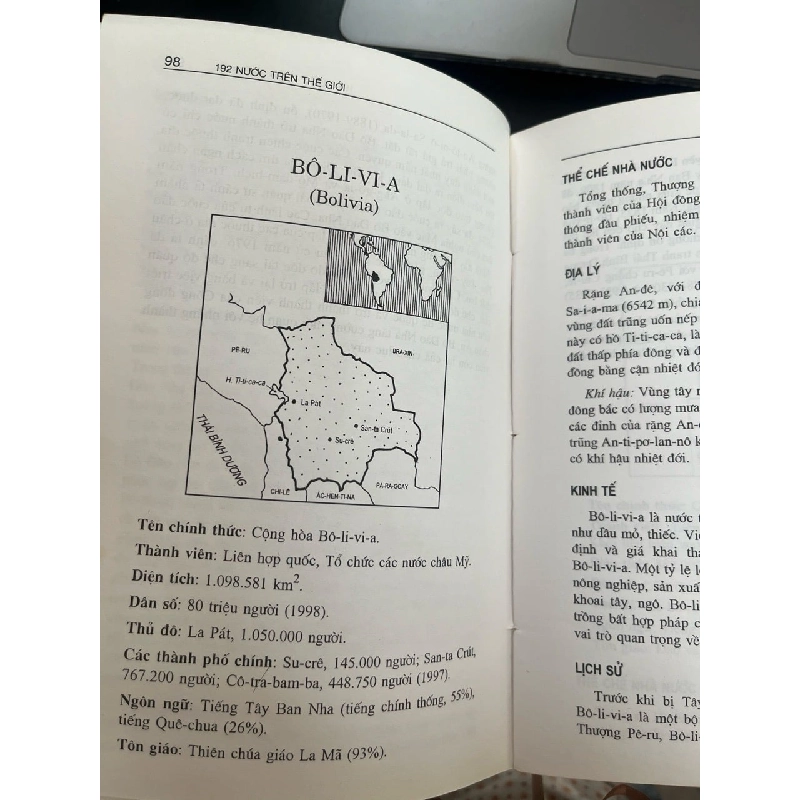 98
192 NƯỚC TRÊN THẾ GIỚI
BÔ-LI-VI-A
(Bolivia)
PÊ-RU
BRA-XIN
H. Ti-ti-ca-ca
La Pát
San-ta Crút
Su-crê
THÁI BÌNH DƯƠNG
CHI-LÊ
ÁC-HEN-TI-NA
PA-RA-GOAY
Tên chính thức: Cộng hòa Bô-li-vi-a.
Thành viên: Liên hợp quốc, Tổ chức các nước châu Mỹ.
Diện tích: 1.098.581 km².
Dân số: 80 triệu người (1998).
Thủ đô: La Pát, 1.050.000 người.
Các thành phố chính: Su-crê, 145.000 người; San-ta Crút,
767.200 người; Cô-tra-bam-ba, 448.750 người (1997).
Ngôn ngữ: Tiếng Tây Ban Nha (tiếng chính thống, 55%),
tiếng Quê-chua (26%).
Tôn giáo: Thiên chúa giáo La Mã (93%).
THỂ CHẾ NHÀ NƯỚC
Tổng thống, Thượng
thành viên của Hội đồng
thông đầu phiếu, nhiệm
thành viên của Nội các.
ĐỊA LÝ
Rặng An-đê, với
Sa-i-a-ma (6542 m), chia
vùng đất trũng uốn nếp
này có hồ Ti-ti-ca-ca, là
đất thấp phía đông và
đồng bằng cận nhiệt đới
Khí hậu: Vùng tây
đông bắc có lượng mưa
các đỉnh của rặng An-
trũng An-ti-pơ-lan-nô
có khí hậu nhiệt đới.
KINH TẾ
Bô-li-vi-a là nước
như dầu mỏ, thiếc.
định và giá khai
Bô-li-vi-a. Một tỷ lệ
nông nghiệp, sản xuất
khoai tây, ngô. Bô-li
trồng bất hợp pháp
vai trò quan trọng về
LỊCH SỬ
Trước khi bị Tây
Bô-li-vi-a là một bộ
Thượng Pê-ru, Bô-li-